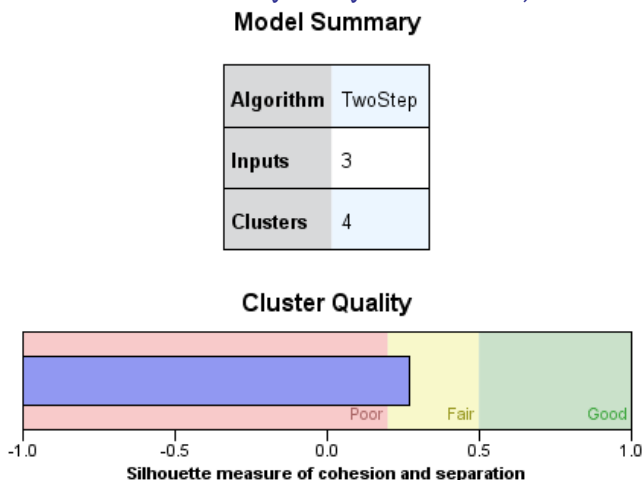 Model Summary
Algorithm TwoStep
Inputs 3
Clusters 4
Cluster Quality
Poor Fair Good
-1.0 -0.5 0.0 0.5 1.0
Silhouette measure of cohesion and separation